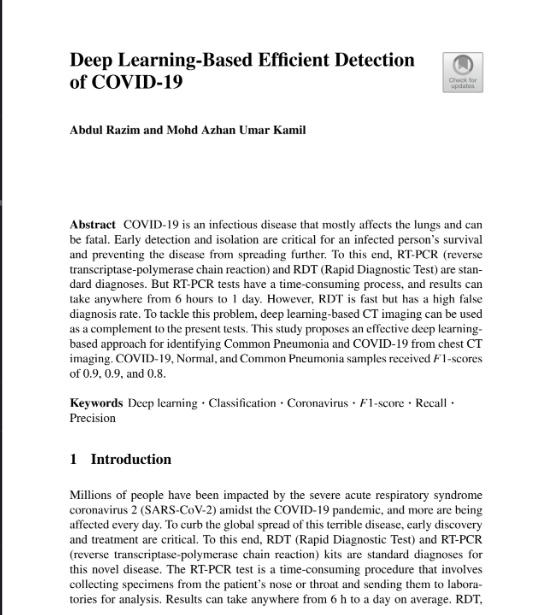 Deep Learning-Based Efficient Detection
of COVID-19
Check for
updates
Abdul Razim and Mohd Azhan Umar Kamil
Abstract COVID-19 is an infectious disease that mostly affects the lungs and can
be fatal. Early detection and isolation are critical for an infected person's survival
and preventing the disease from spreading further. To this end, RT-PCR (reverse
transcriptase-polymerase chain reaction) and RDT (Rapid Diagnostic Test) are stan-
dard diagnoses. But RT-PCR tests have a time-consuming process, and results can
take anywhere from 6 hours to 1 day. However, RDT is fast but has a high false
diagnosis rate. To tackle this problem, deep learning-based CT imaging can be used
as a complement to the present tests. This study proposes an effective deep learning-
based approach for identifying Common Pneumonia and COVID-19 from chest CT
imaging. COVID-19, Normal, and Common Pneumonia samples received F1-scores
of 0.9, 0.9, and 0.8.
Keywords Deep learning · Classification · Coronavirus · F1-score · Recall ·
Precision
1 Introduction
Millions of people have been impacted by the severe acute respiratory syndrome
coronavirus 2 (SARS-CoV-2) amidst the COVID-19 pandemic, and more are being
affected every day. To curb the global spread of this terrible disease, early discovery
and treatment are critical. To this end, RDT (Rapid Diagnostic Test) and RT-PCR
(reverse transcriptase-polymerase chain reaction) kits are standard diagnoses for
this novel disease. The RT-PCR test is a time-consuming procedure that involves
collecting specimens from the patient's nose or throat and sending them to labora-
tories for analysis. Results can take anywhere from 6 h to a day on average. RDT,